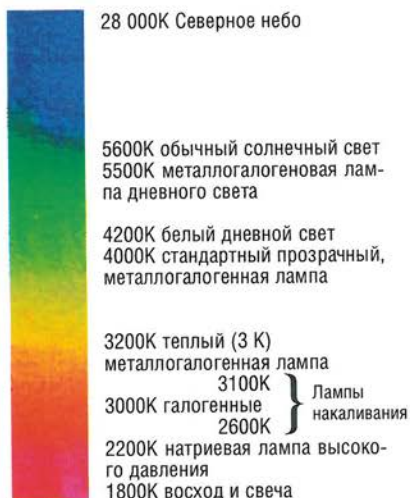 28 000К Северное небо
5600К обычный солнечный свет
5500К металлогалогеновая лам-
па дневного света
4200К белый дневной свет
4000К стандартный прозрачный,
металлогалогенная лампа
3200К теплый (3 К)
металлогалогенная лампа
3100К
3000К галогенные
2600К
Лампы
накаливания
2200К натриевая лампа высоко-
го давления
1800К восход и свеча